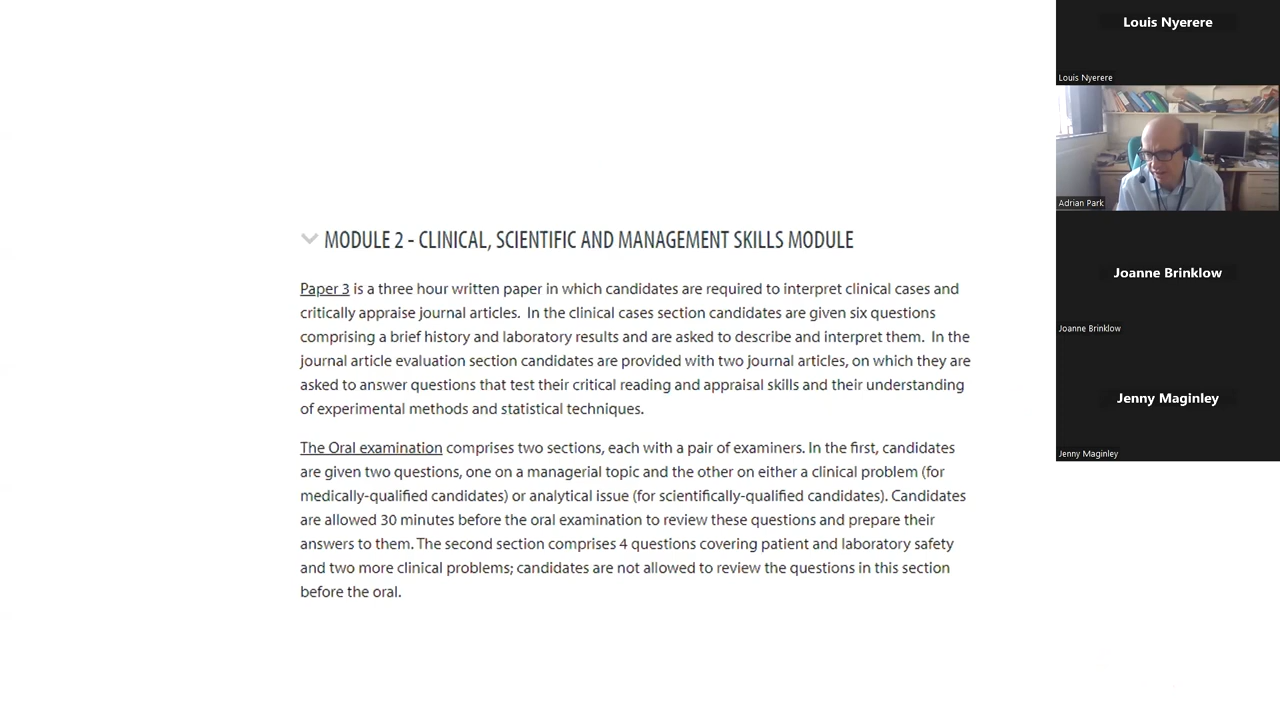 MODULE 2 - CLINICAL, SCIENTIFIC AND MANAGEMENT SKILLS MODULE
Paper 3 is a three hour written paper in which candidates are required to interpret clinical cases and
critically appraise journal articles. In the clinical cases section candidates are given six questions
comprising a brief history and laboratory results and are asked to describe and interpret them. In the
journal article evaluation section candidates are provided with two journal articles, on which they are
asked to answer questions that test their critical reading and appraisal skills and their understanding
of experimental methods and statistical techniques.
The Oral examination comprises two sections, each with a pair of examiners. In the first, candidates
are given two questions, one on a managerial topic and the other on either a clinical problem (for
medically-qualified candidates) or analytical issue (for scientifically-qualified candidates). Candidates
are allowed 30 minutes before the oral examination to review these questions and prepare their
answers to them. The second section comprises 4 questions covering patient and laboratory safety
and two more clinical problems; candidates are not allowed to review the questions in this section
before the oral.
Louis Nyerere
Louis Nyerere
Adrian Park
Joanne Brinklow
Joanne Brinklow
Jenny Maginley
Jenny Maginley